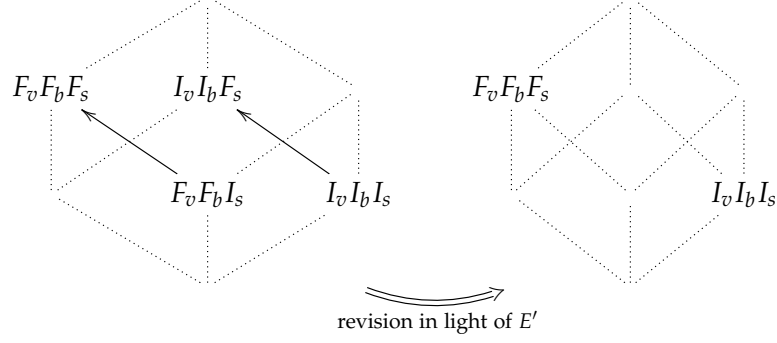 F_vF_bF_s I_vI_bF_s F_vF_bF_s
F_vF_bI_s I_vI_bI_s I_vI_bI_s
revision in light of E′